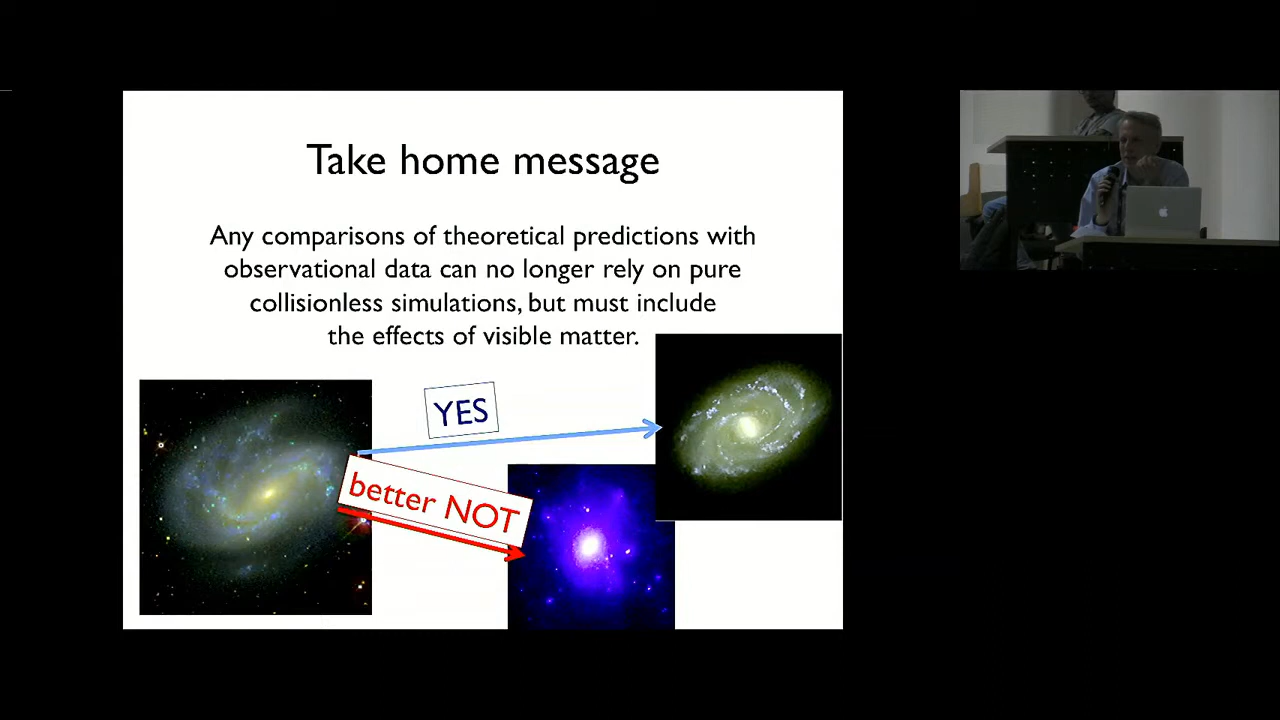 Take home message
Any comparisons of theoretical predictions with
observational data can no longer rely on pure
collisionless simulations, but must include
the effects of visible matter.
YES
better NOT